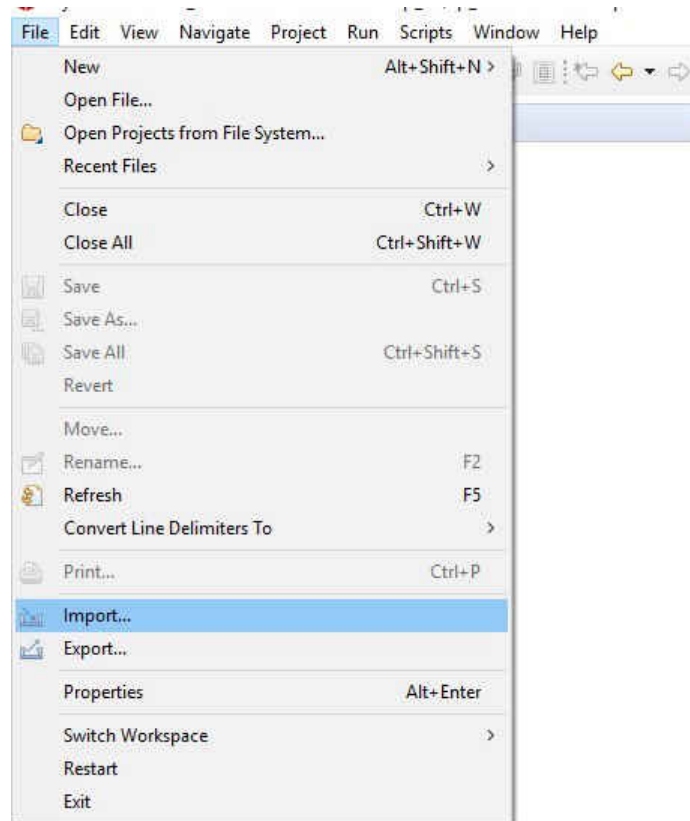 File Edit View Navigate Project Run Scripts Window Help
New Alt+Shift+N >
Open File...
Open Projects from File System...
Recent Files >
Close Ctrl+W
Close All Ctrl+Shift+W
Save Ctrl+S
Save As...
Save All Ctrl+Shift+S
Revert
Move...
Rename... F2
Refresh F5
Convert Line Delimiters To >
Print... Ctrl+P
Import...
Export...
Properties Alt+Enter
Switch Workspace >
Restart
Exit